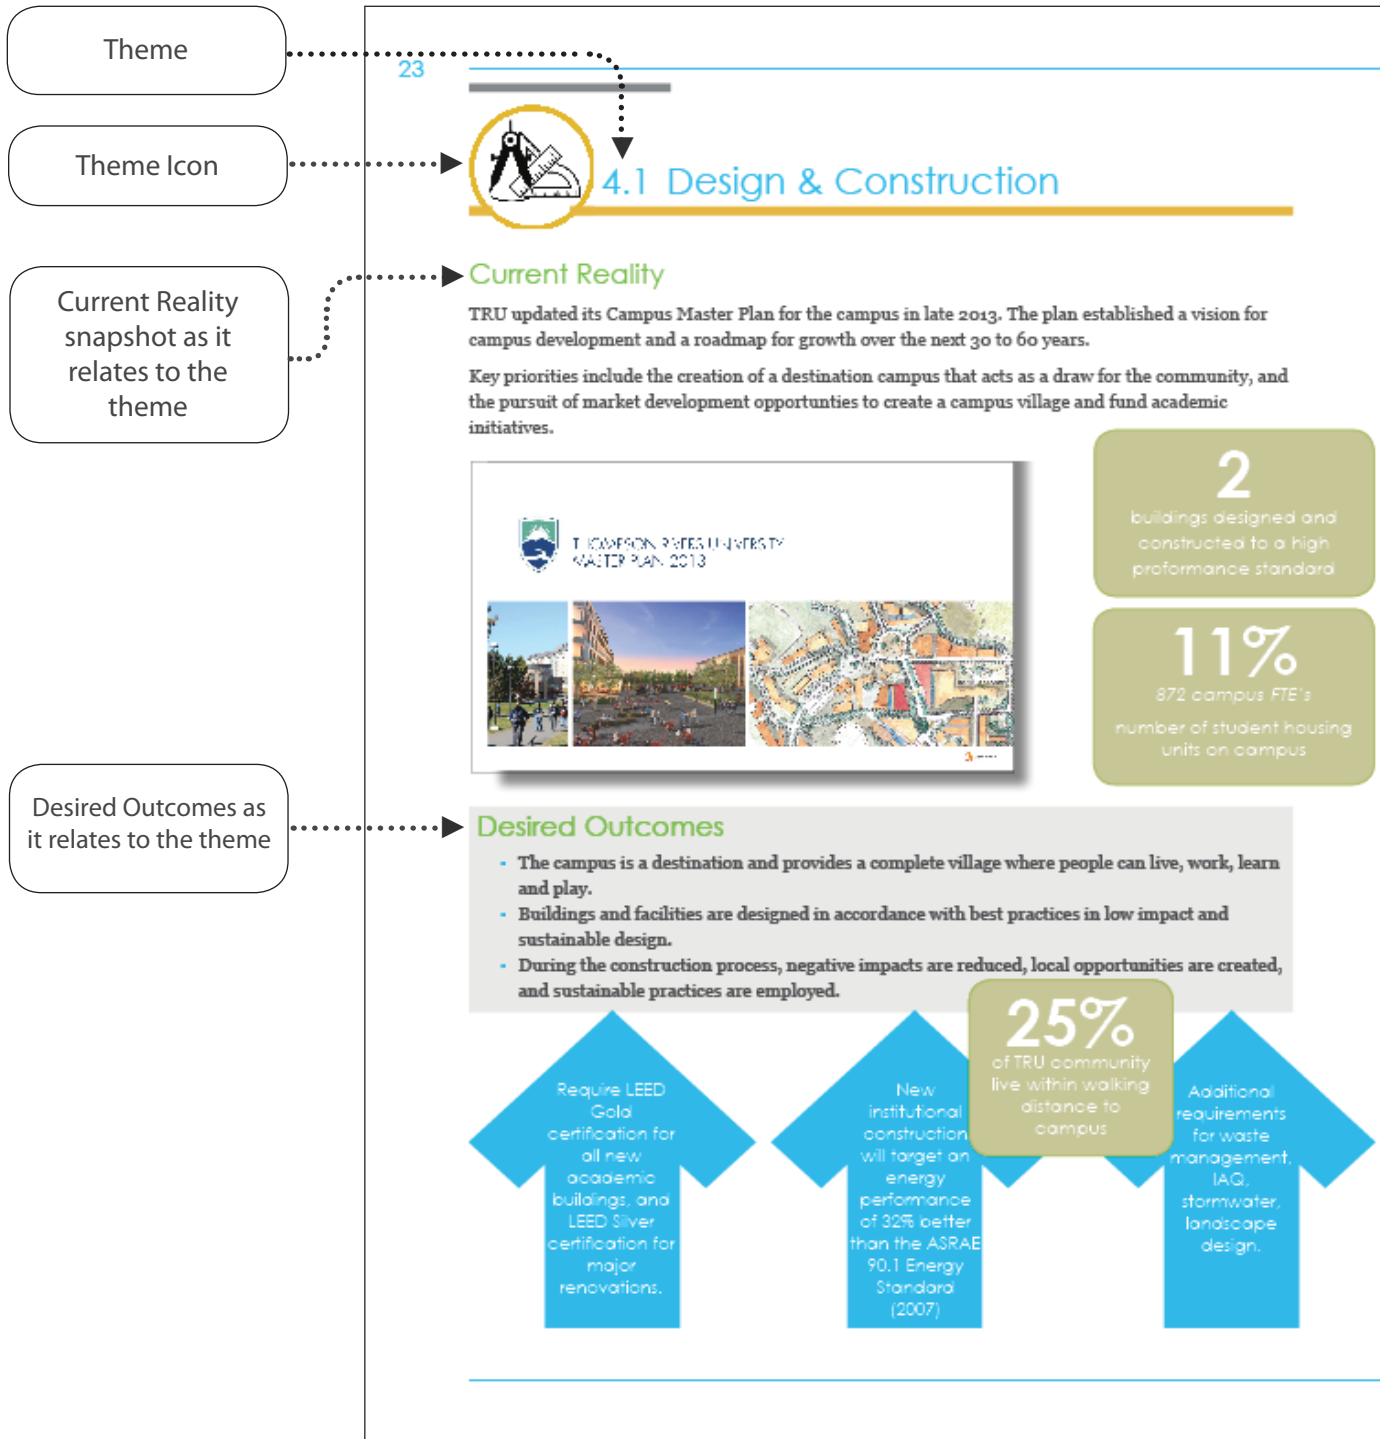 Theme
Theme Icon
Current Reality
snapshot as it
relates to the
theme
Desired Outcomes as
it relates to the theme
23
4.1 Design & Construction
Current Reality
TRU updated its Campus Master Plan for the campus in late 2013. The plan established a vision for
campus development and a roadmap for growth over the next 30 to 60 years.
Key priorities include the creation of a destination campus that acts as a draw for the community, and
the pursuit of market development opportunties to create a campus village and fund academic
initiatives.
THOMPSON RIVERS UNIVERSITY
MASTER PLAN 2013
2
buildings designed and
constructed to a high
proformance standard
11%
872 campus FTE's
number of student housing
units on campus
Desired Outcomes
- The campus is a destination and provides a complete village where people can live, work, learn
and play.
- Buildings and facilities are designed in accordance with best practices in low impact and
sustainable design.
- During the construction process, negative impacts are reduced, local opportunities are created,
and sustainable practices are employed.
25%
of TRU community
live within walking
distance to
campus
Require LEED
Gold
certification for
all new
academic
buildings, and
LEED Silver
certification for
major
renovations.
New
institutional
construction
will target an
energy
performance
of 32% better
than the ASRAE
90.1 Energy
Standard
(2007)
Additional
requirements
for waste
management,
IAQ,
stormwater,
landscape
design.